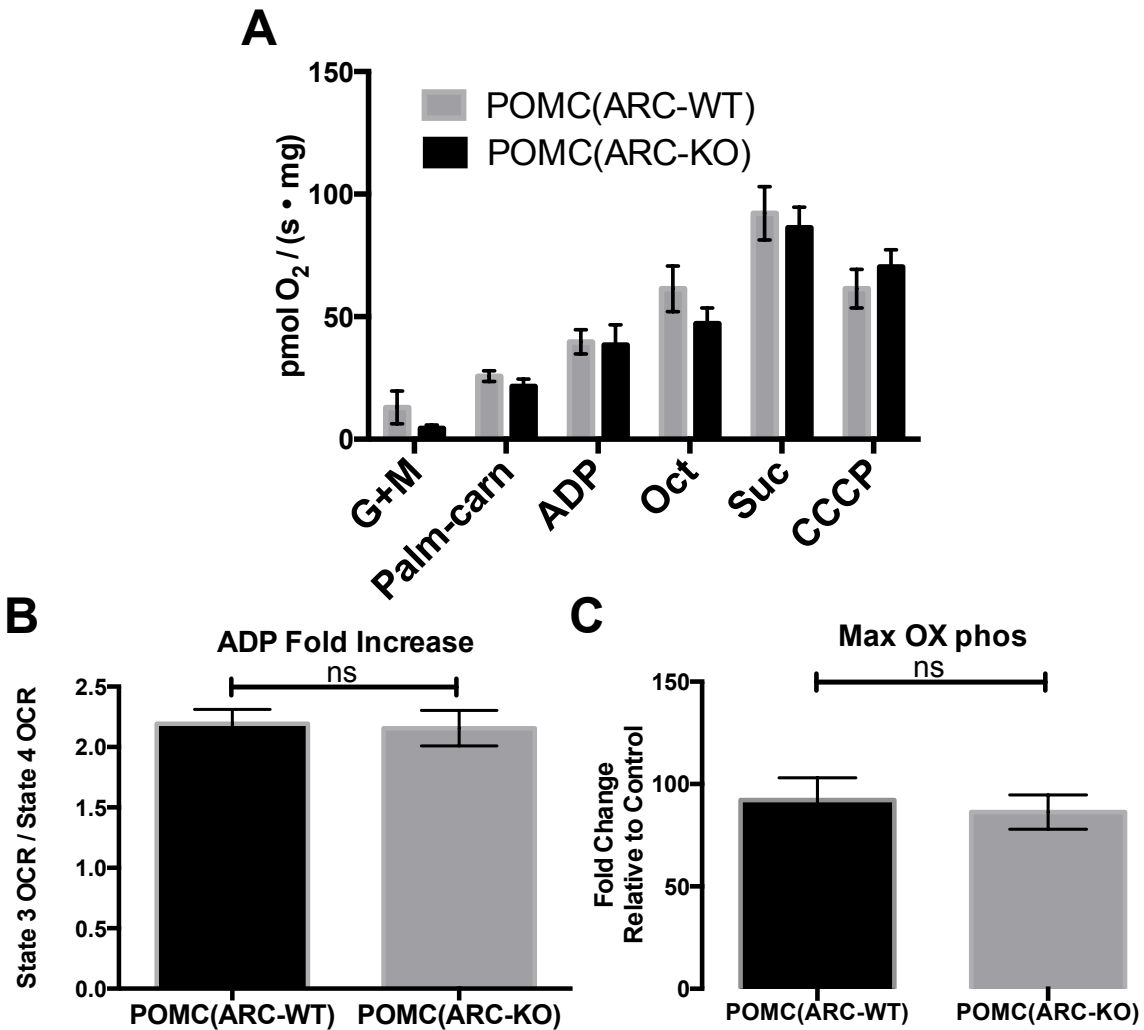 A
150
100
50
0
pmol O2 / (s • mg)
POMC(ARC-WT)
POMC(ARC-KO)
G+M
Palm-carn
ADP
Oct
Suc
CCCP
B
ADP Fold Increase
ns
2.5
2.0
1.5
1.0
0.5
0.0
State 3 OCR / State 4 OCR
POMC(ARC-WT)
POMC(ARC-KO)
C
Max OX phos
ns
150
100
50
0
Fold Change
Relative to Control
POMC(ARC-WT)
POMC(ARC-KO)